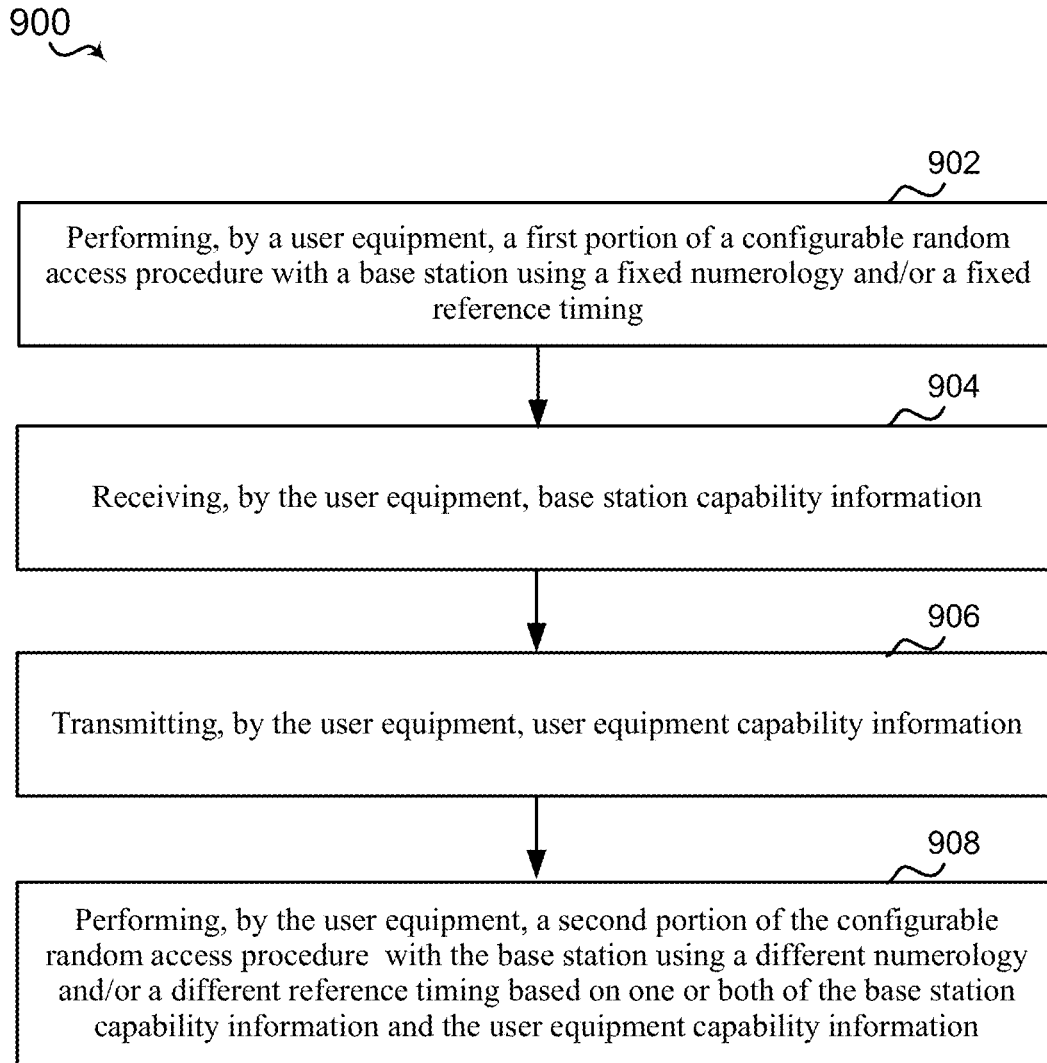 900
902
Performing, by a user equipment, a first portion of a configurable random
access procedure with a base station using a fixed numerology and/or a fixed
reference timing
904
Receiving, by the user equipment, base station capability information
906
Transmitting, by the user equipment, user equipment capability information
908
Performing, by the user equipment, a second portion of the configurable
random access procedure with the base station using a different numerology
and/or a different reference timing based on one or both of the base station
capability information and the user equipment capability information